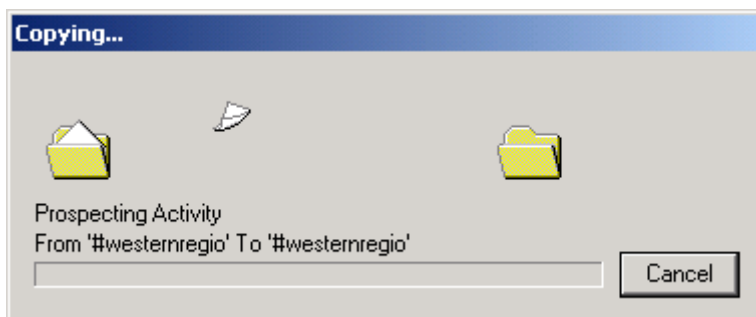 Copying...
Prospecting Activity
From '#westernregio' To '#westernregio'
Cancel